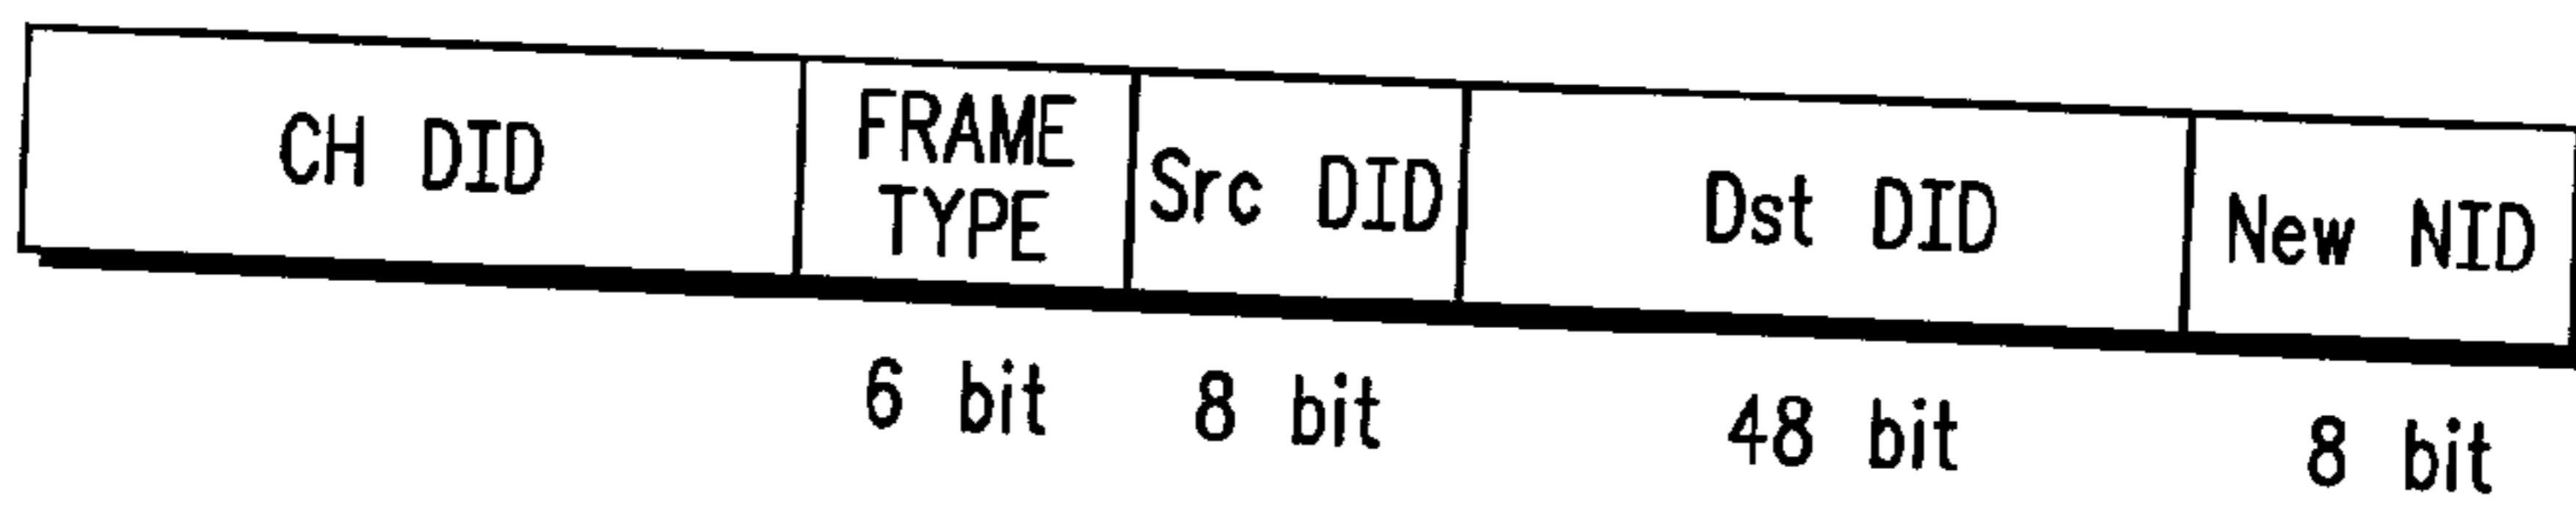 CH DID
FRAME
TYPE
Src DID
Dst DID
New NID
6 bit
8 bit
48 bit
8 bit